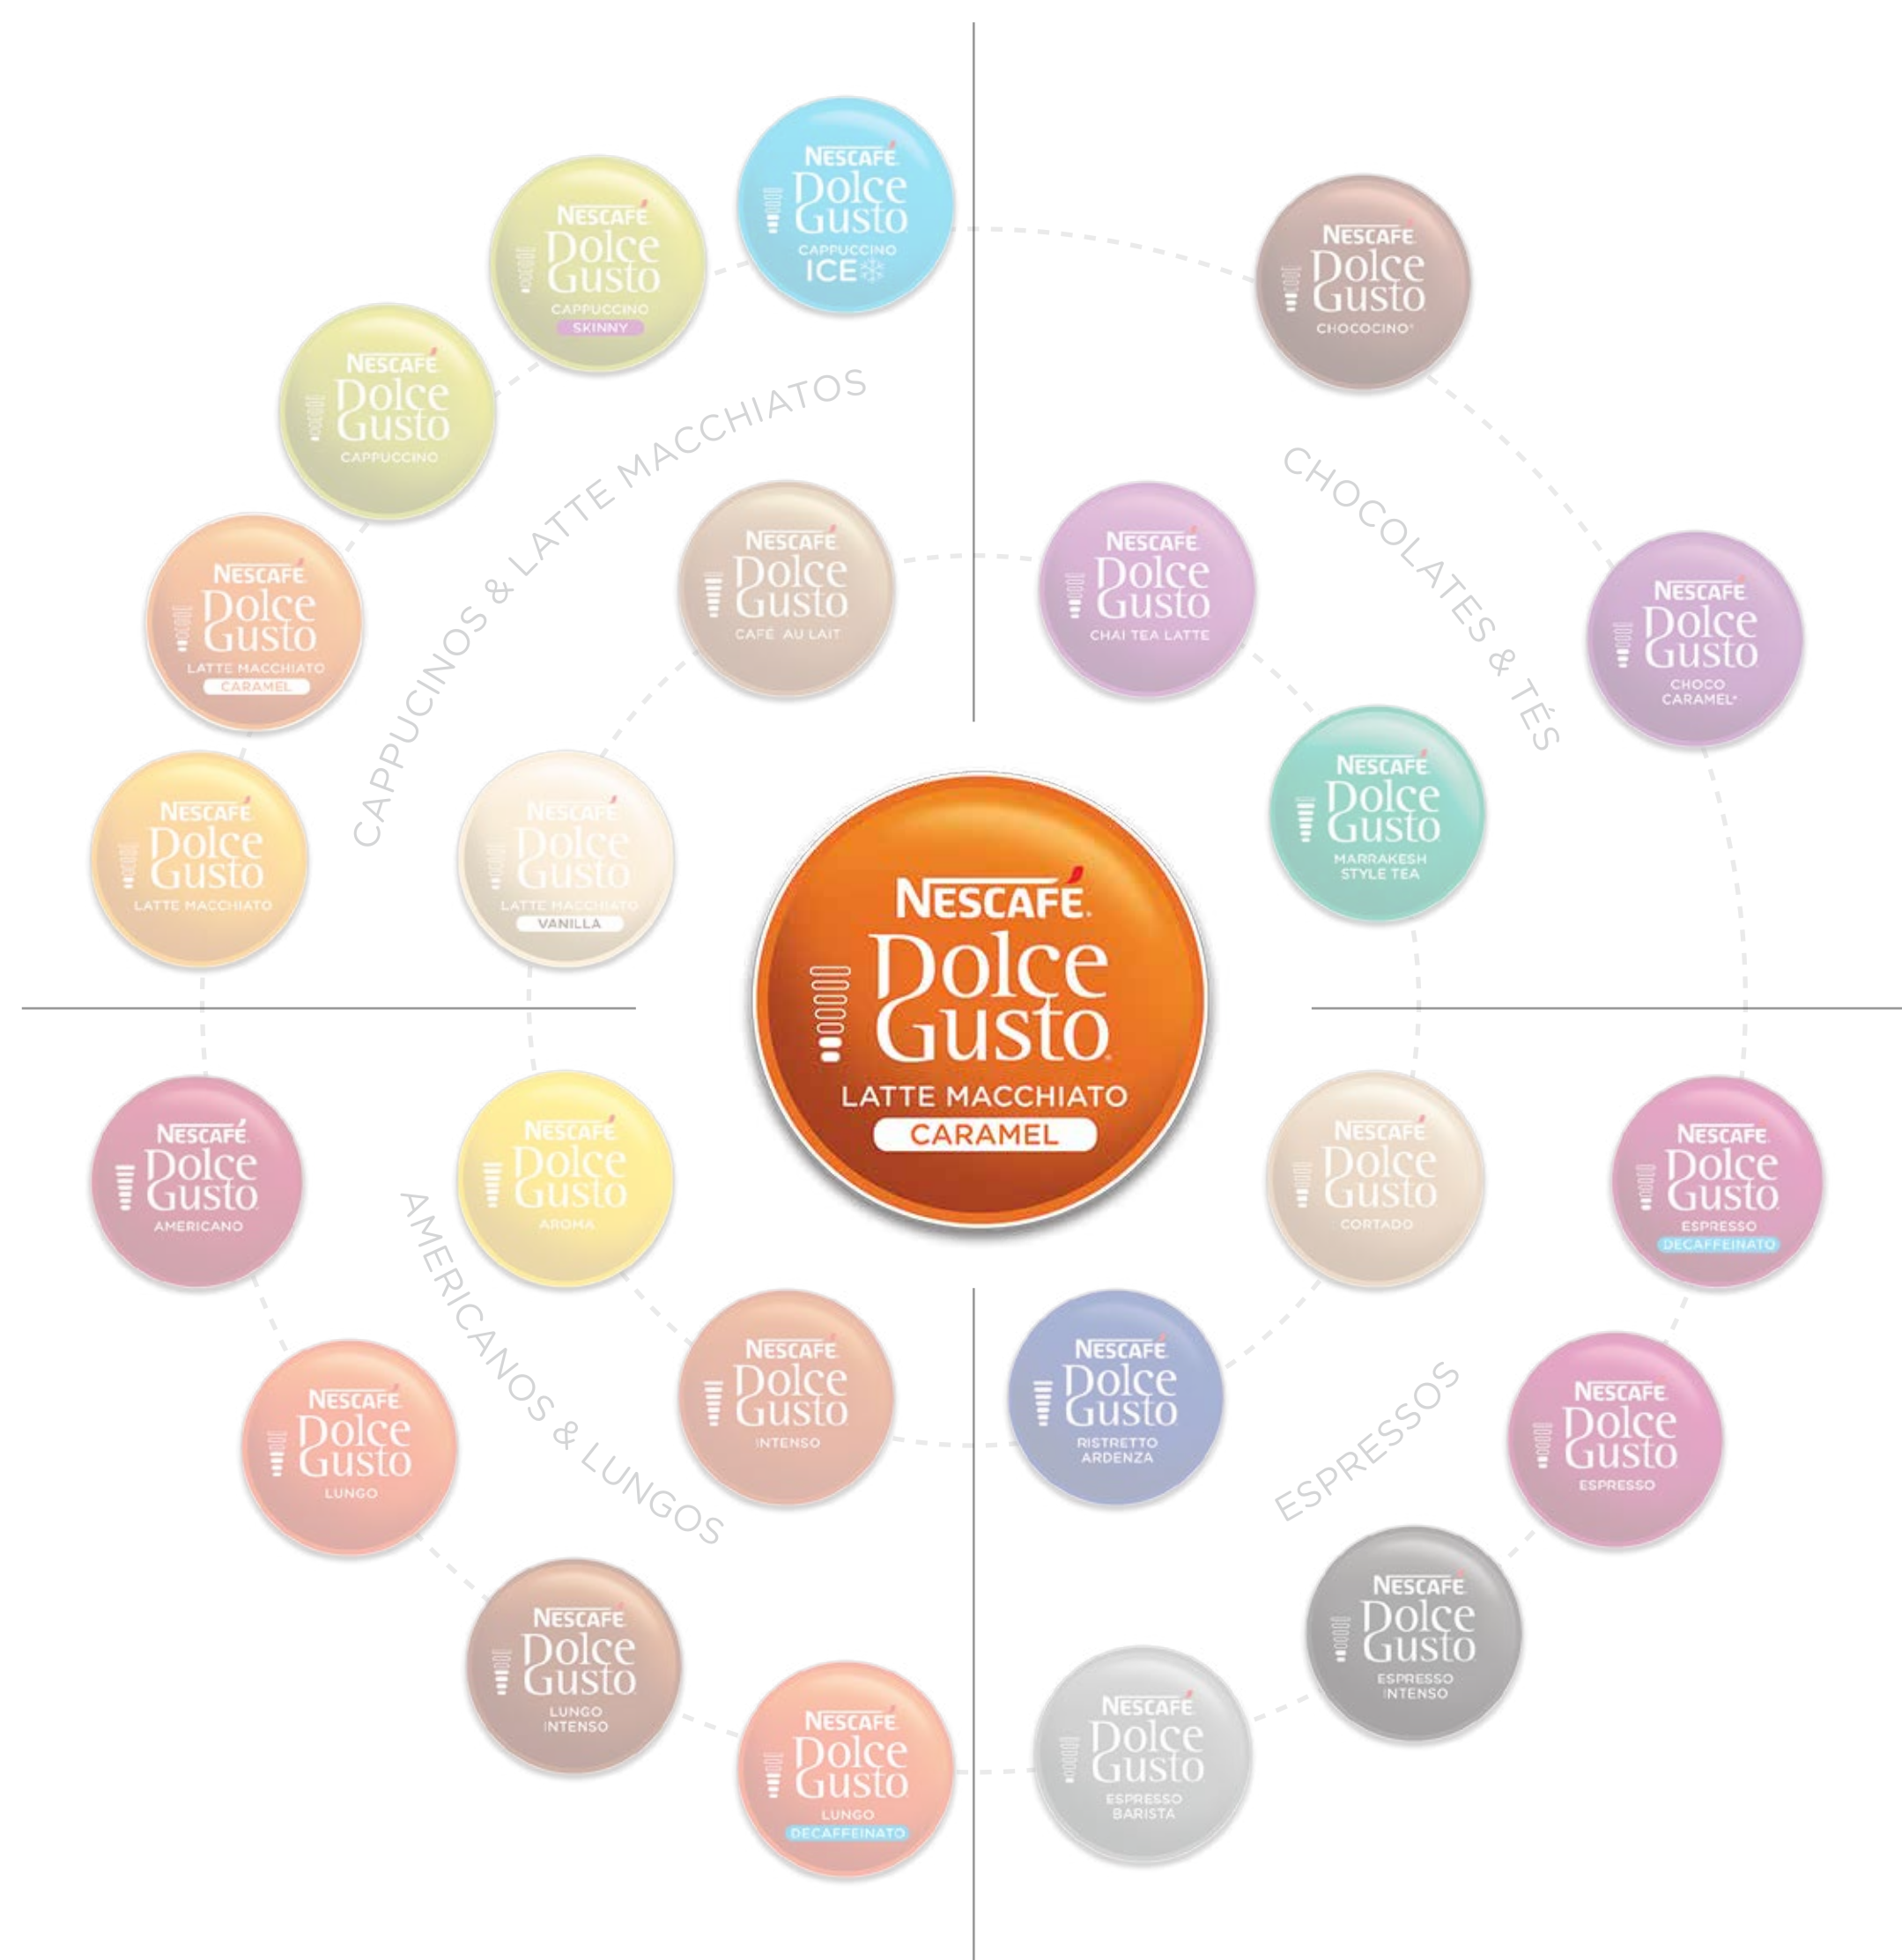 NESCAFÉ
Dolce
Gusto
CAPPUCCINO
ICE
NESCAFÉ
Dolce
Gusto
CAPPUCCINO
SKINNY
NESCAFÉ
Dolce
Gusto
CAPPUCCINO
NESCAFÉ
Dolce
Gusto
LATTE MACCHIATO
CARAMEL
NESCAFÉ
Dolce
Gusto
LATTE MACCHIATO
CAPPUCINOS & LATTE MACCHIATOS
NESCAFÉ
Dolce
Gusto
CAFÉ AU LAIT
NESCAFÉ
Dolce
Gusto
LATTE MACCHIATO
VANILLA
NESCAFÉ
Dolce
Gusto
CHOCOCINO*
CHOCOLATES & TÉS
NESCAFÉ
Dolce
Gusto
CHOCO
CARAMEL*
NESCAFÉ
Dolce
Gusto
CHAI TEA LATTE
NESCAFÉ
Dolce
Gusto
MARRAKESH
STYLE TEA
NESCAFÉ.
Dolce
Gusto
LATTE MACCHIATO
CARAMEL
NESCAFÉ
Dolce
Gusto
AMERICANO
NESCAFÉ
Dolce
Gusto
AROMA
AMERICANOS & LUNGOS
NESCAFÉ
Dolce
Gusto
LUNGO
NESCAFÉ
Dolce
Gusto
INTENSO
NESCAFÉ
Dolce
Gusto
LUNGO
INTENSO
NESCAFÉ
Dolce
Gusto
LUNGO
DECAFFEINATO
NESCAFÉ
Dolce
Gusto
CORTADO
NESCAFÉ
Dolce
Gusto
ESPRESSO
DECAFFEINATO
NESCAFÉ
Dolce
Gusto
RISTRETTO
ARDENZA
ESPRESSOS
NESCAFÉ
Dolce
Gusto
ESPRESSO
NESCAFÉ
Dolce
Gusto
ESPRESSO
INTENSO
NESCAFÉ
Dolce
Gusto
ESPRESSO
BARISTA